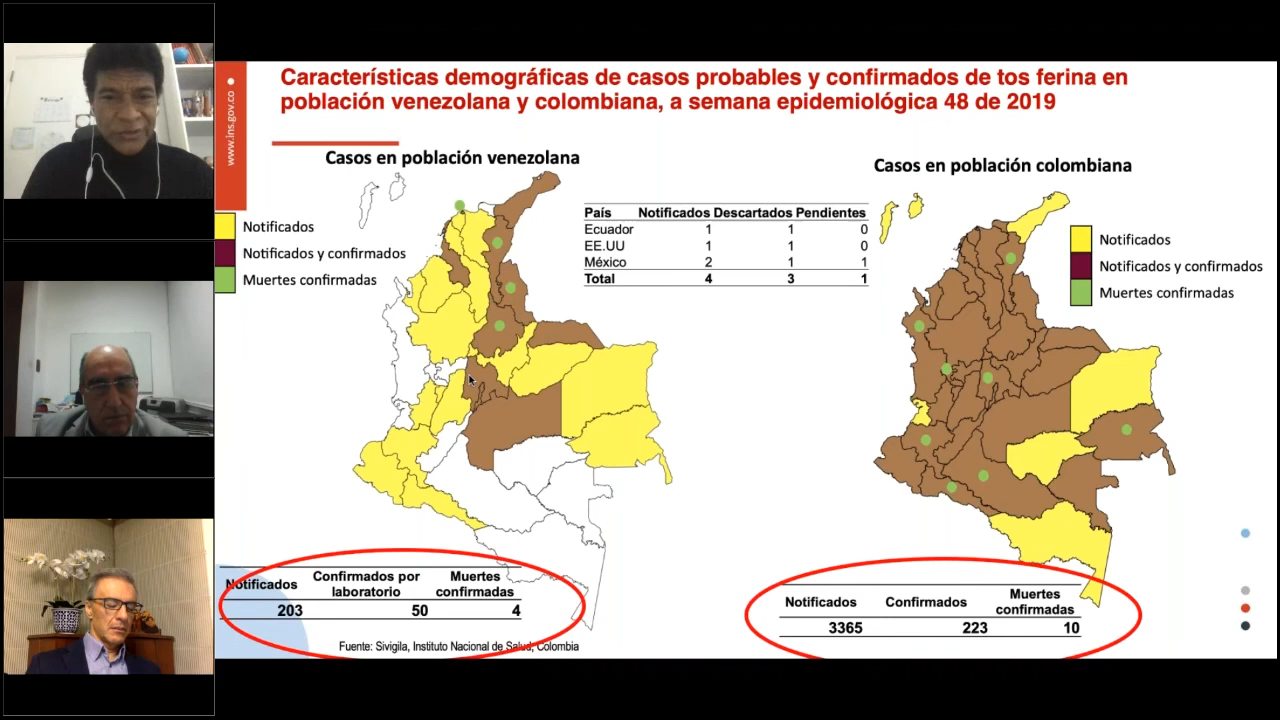 Características demográficas de casos probables y confirmados de tos ferina en
población venezolana y colombiana, a semana epidemiológica 48 de 2019
www.ins.gov.co
Casos en población venezolana
Casos en población colombiana
Notificados
Notificados y confirmados
Muertes confirmadas
País Notificados Descartados Pendientes
Ecuador 1 1 0
EE.UU 1 1 0
México 2 1 1
Total 4 3 1
Notificados
Notificados y confirmados
Muertes confirmadas
Notificados Confirmados por laboratorio Muertes confirmadas
203 50 4
Notificados Confirmados Muertes confirmadas
3365 223 10
Fuente: Sivigila, Instituto Nacional de Salud, Colombia